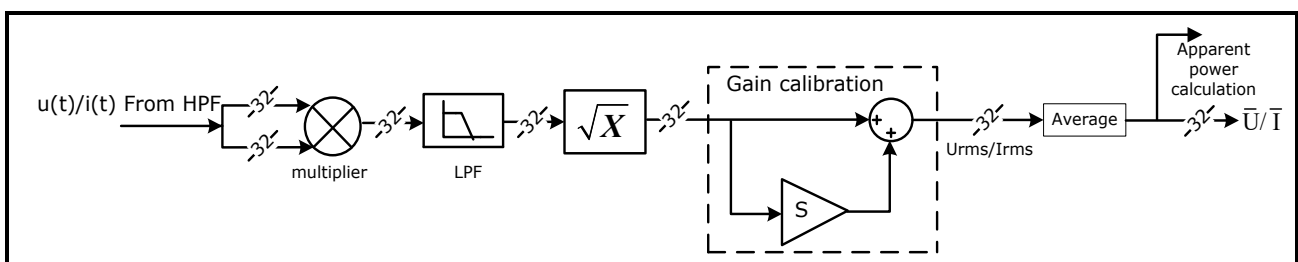 u(t)/i(t) From HPF
32
32
multiplier
32
LPF
32
√X
32
Gain calibration
S
+
+
32
Urms/Irms
Average
Apparent
power
calculation
32
U̅/ I̅